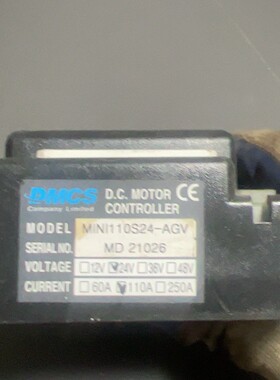 DMCS D.C. MOTOR CE
Company Limited CONTROLLER
MODEL MINI110S24-AGV
SERIAL NO. MD 21026
VOLTAGE 12V 24V 36V 48V
CURRENT 60A 110A 250A